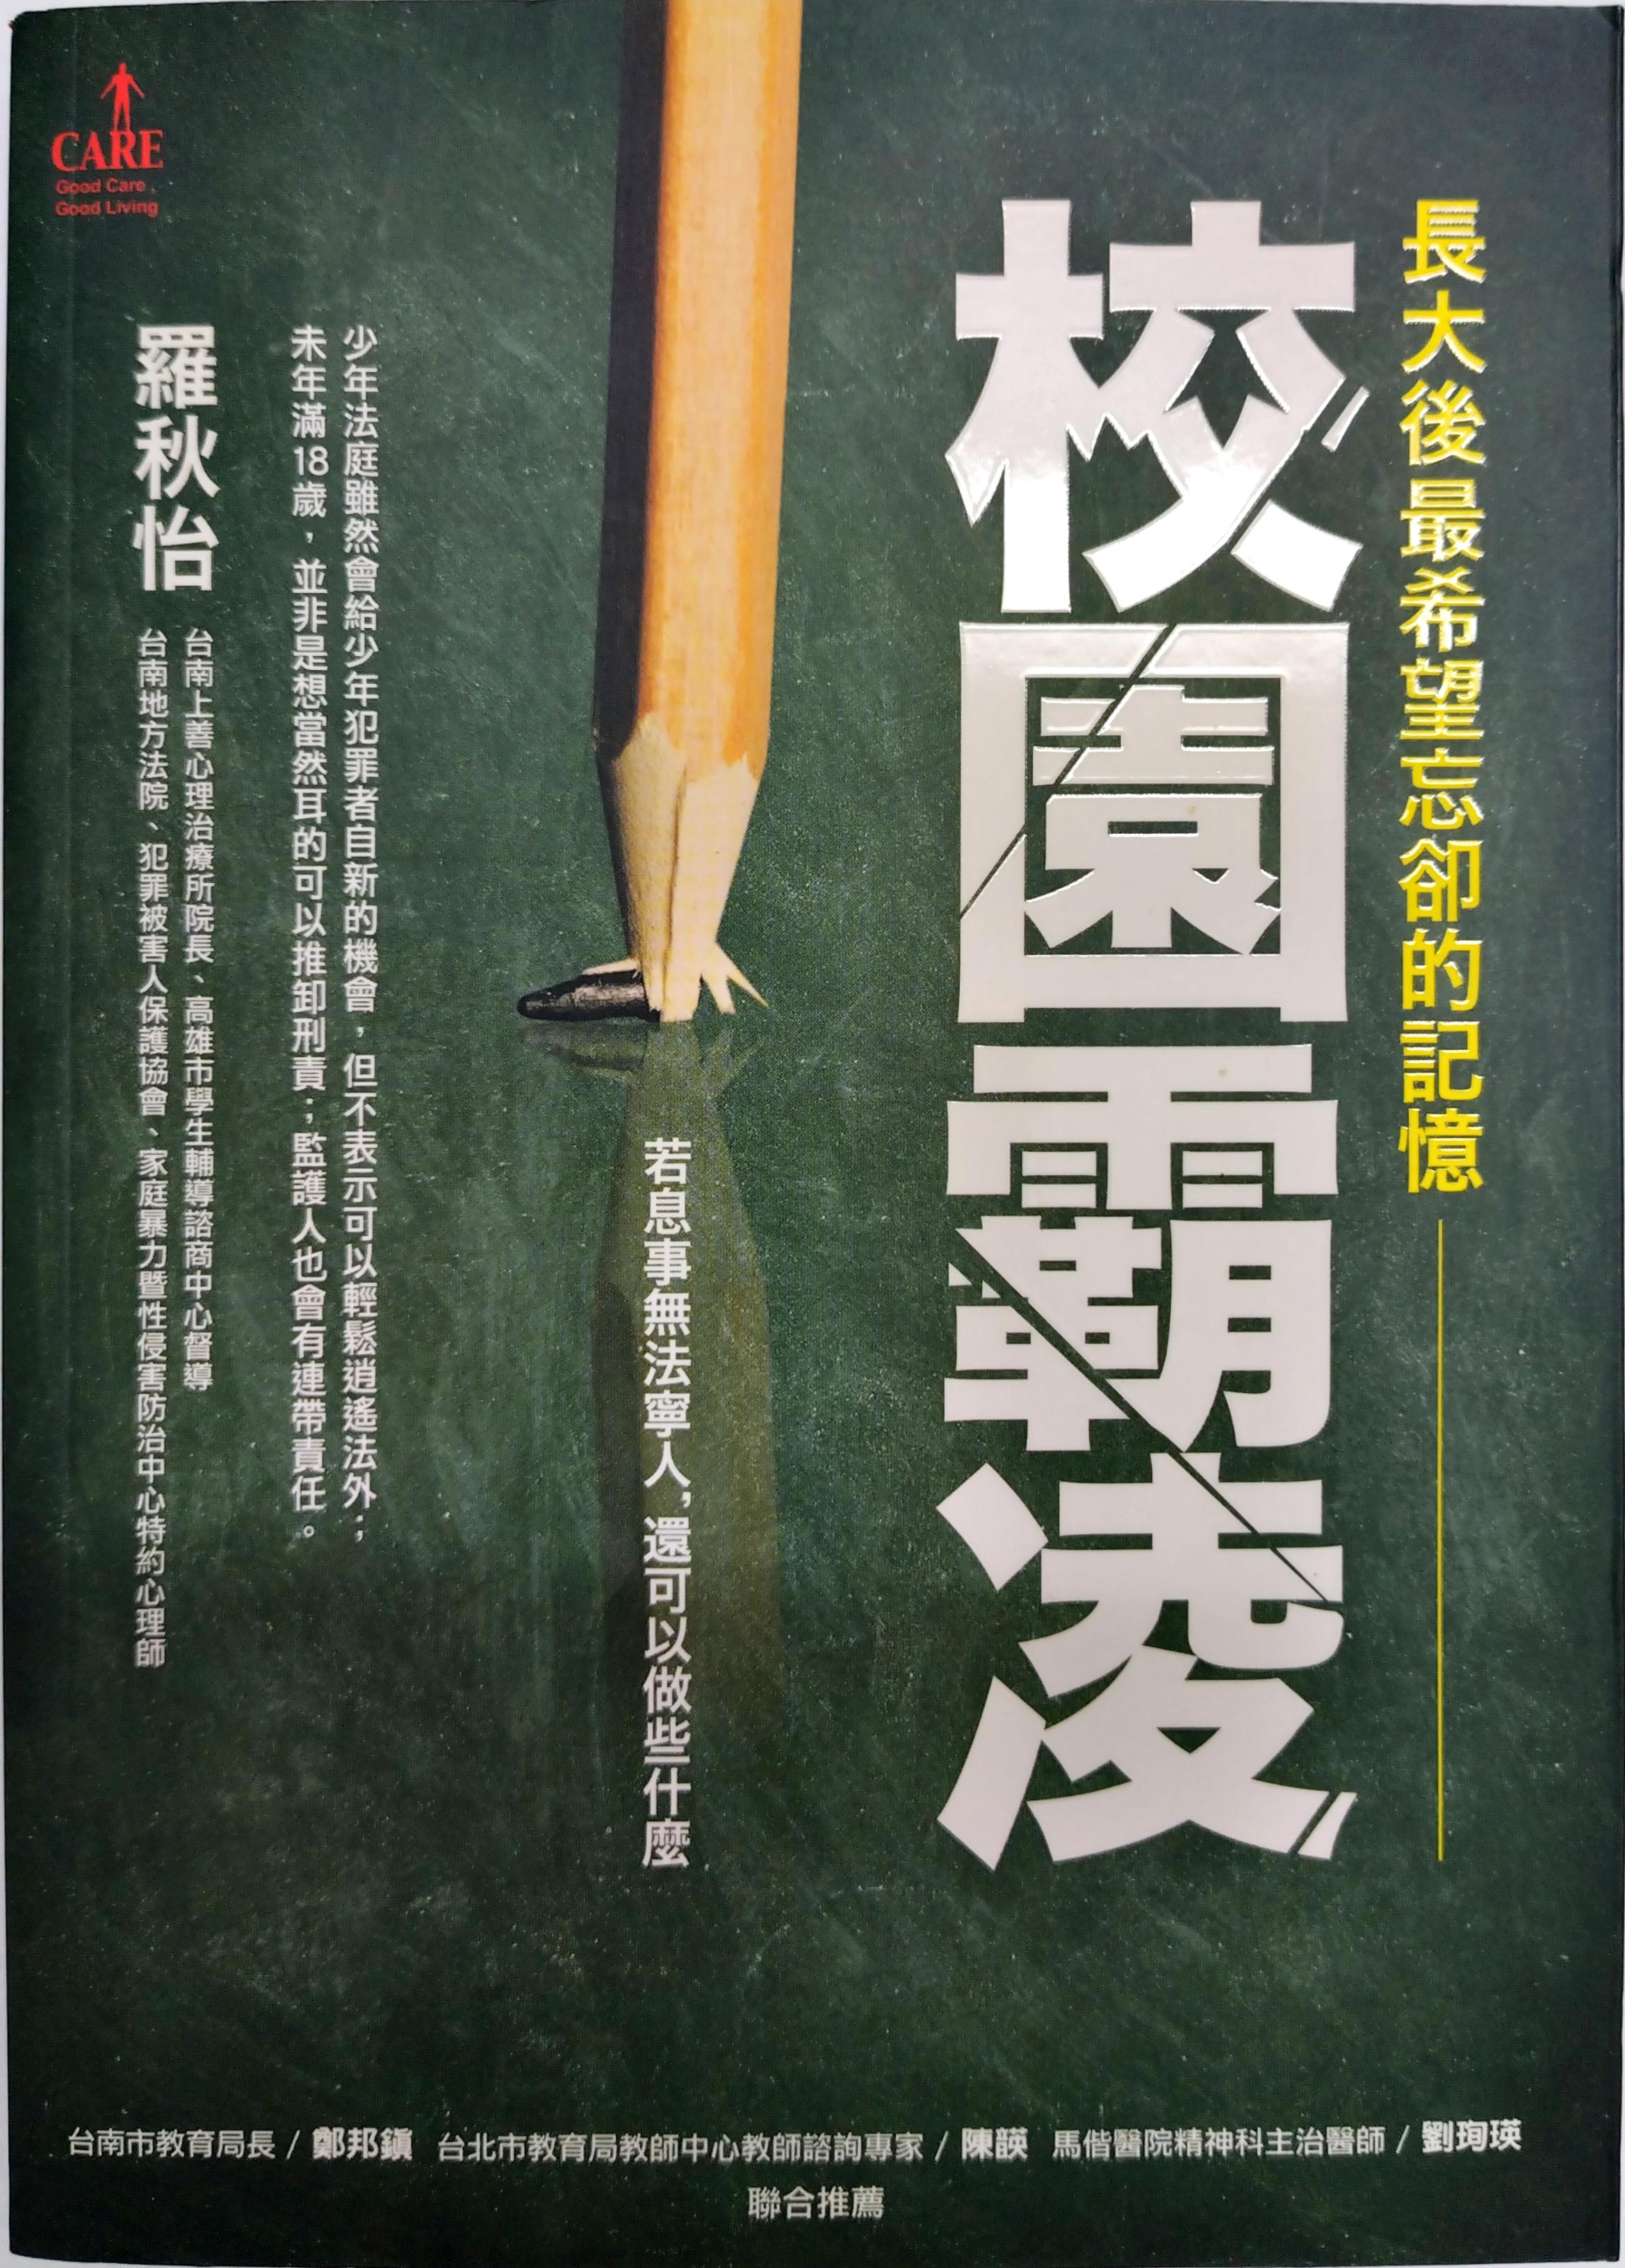 長大後最希望忘卻的記憶
校園霸凌
若息事無法寧人，還可以做些什麼
少年法庭雖然會給少年犯罪者自新的機會，但不表示可以輕鬆逍遙法外；
未年滿18歲，並非是想當然耳的可以推卸刑責；監護人也會有連帶責任。
羅秋怡
台南上善心理治療所院長、高雄市學生輔導諮商中心督導
台南地方法院、犯罪被害人保護協會、家庭暴力暨性侵害防治中心特約心理師
CARE
Good Care ,
Good Living
台南市教育局長 / 鄭邦鎮 台北市教育局教師中心教師諮詢專家 / 陳韺 馬偕醫院精神科主治醫師 / 劉珣瑛
聯合推薦